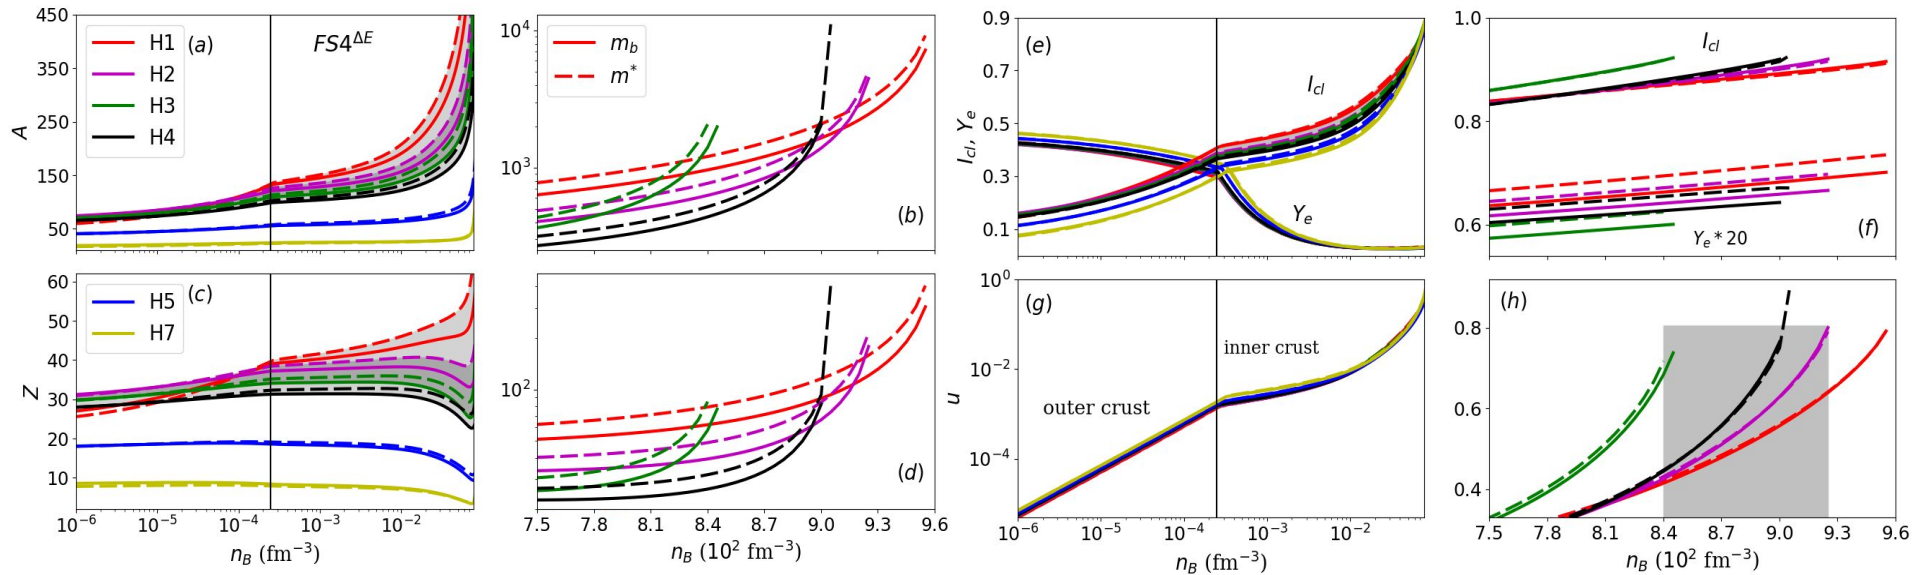 450
350
250
150
50
A
H1
H2
H3
H4
(a)
FS4^{ΔE}
10^4
10^3
m_b
m^*
(b)
60
50
40
30
20
10
Z
H5
H7
(c)
10^{-6} 10^{-5} 10^{-4} 10^{-3} 10^{-2}
n_B (fm^{-3})
10^2
(d)
7.5 7.8 8.1 8.4 8.7 9.0 9.3 9.6
n_B (10^2 fm^{-3})
0.9
0.7
0.5
0.3
0.1
I_{cl}, Y_e
(e)
I_{cl}
Y_e
1.0
0.8
0.6
I_{cl}
Y_e * 20
(f)
10^0
10^{-2}
10^{-4}
u
(g)
inner crust
outer crust
10^{-6} 10^{-5} 10^{-4} 10^{-3} 10^{-2}
n_B (fm^{-3})
0.8
0.6
0.4
(h)
7.5 7.8 8.1 8.4 8.7 9.0 9.3 9.6
n_B (10^2 fm^{-3})